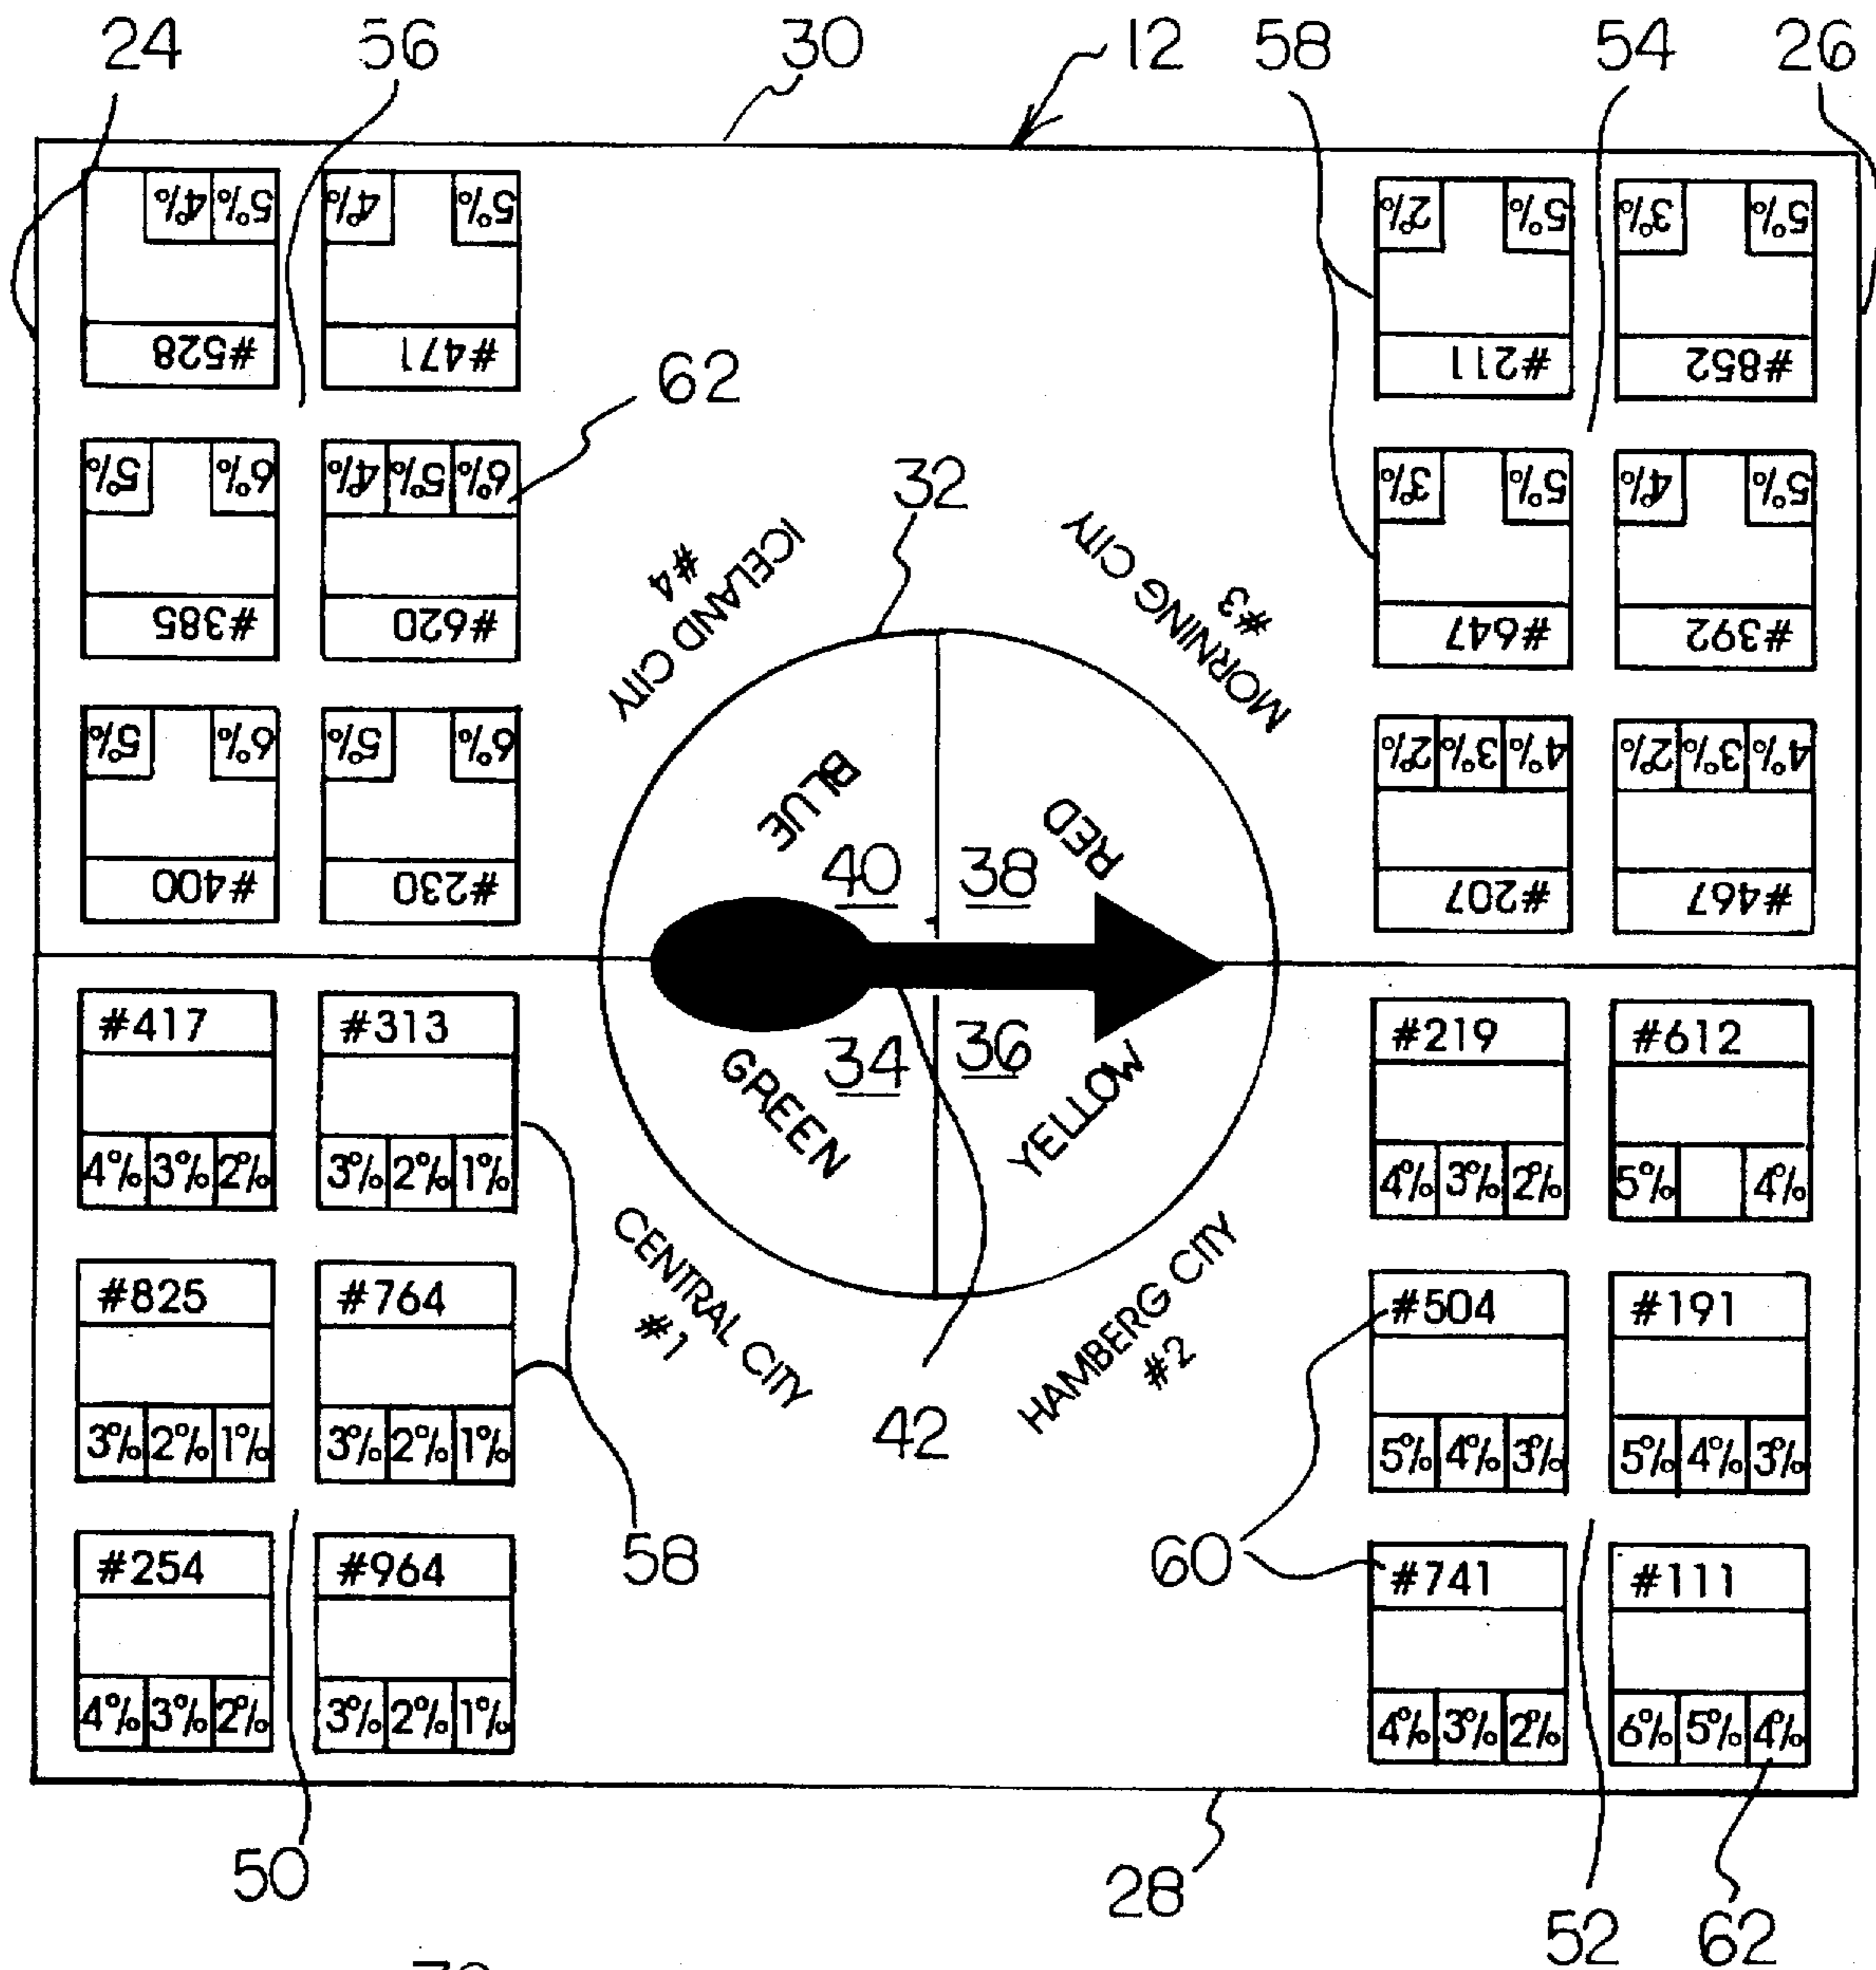 24 56 30 12 58 54 26
4% 5% 4% 5% 2% 5% 3% 5%
#528 #471 #211 #852
62
5% 6% 4% 5% 6% 3% 5% 4% 5%
32
#385 #620 #647 #392
ICELAND CITY
#4
MORNING CITY
#3
5% 6% 5% 6% 2% 3% 4% 2% 3% 4%
#400 #230 #207 #467
BLUE
RED
40 38
34 36
GREEN
YELLOW
#417 #313 #219 #612
4% 3% 2% 3% 2% 1% 4% 3% 2% 5% 4%
CENTRAL CITY
#1
HAMBERG CITY
#2
#825 #764 #504 #191
42
3% 2% 1% 3% 2% 1% 5% 4% 3% 5% 4% 3%
58 60
#254 #964 #741 #111
4% 3% 2% 3% 2% 1% 4% 3% 2% 6% 5% 4%
50 28 52 62